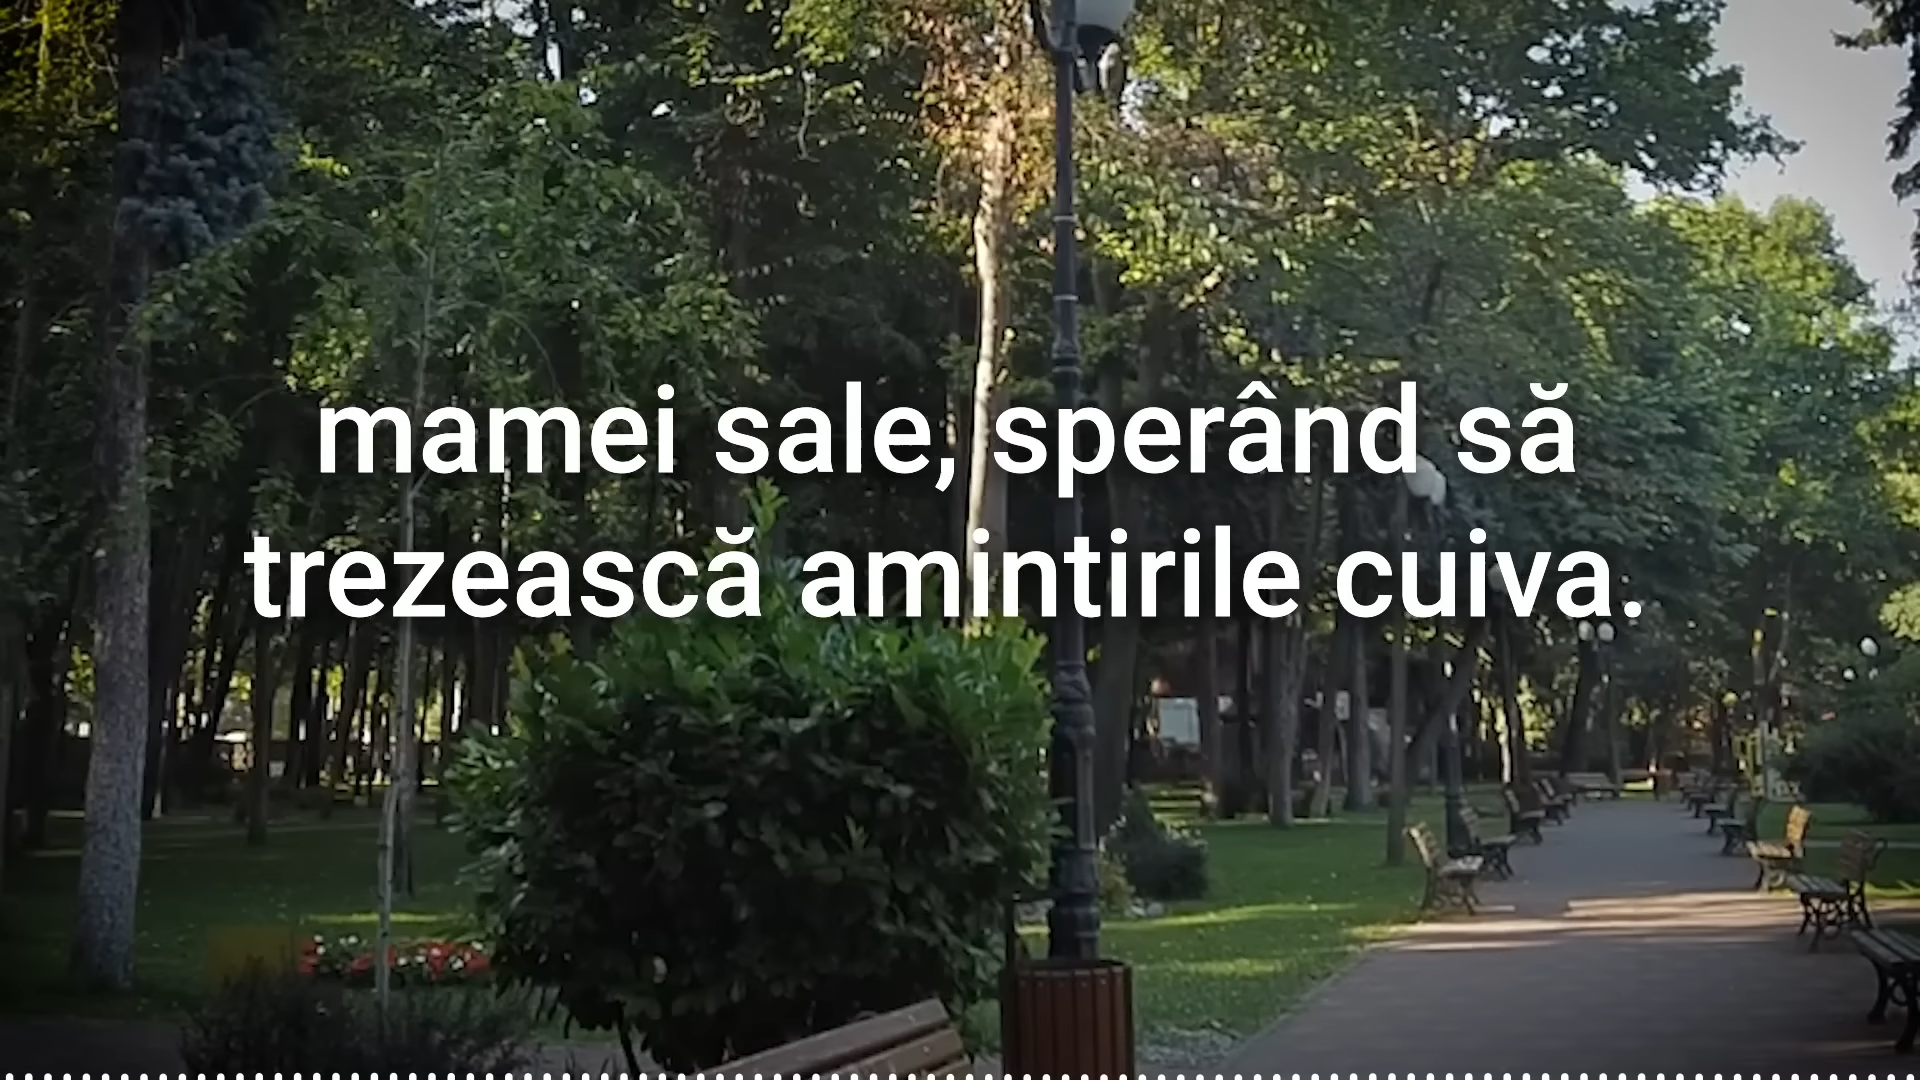 mamei sale, sperând să
trezească amintirile cuiva.